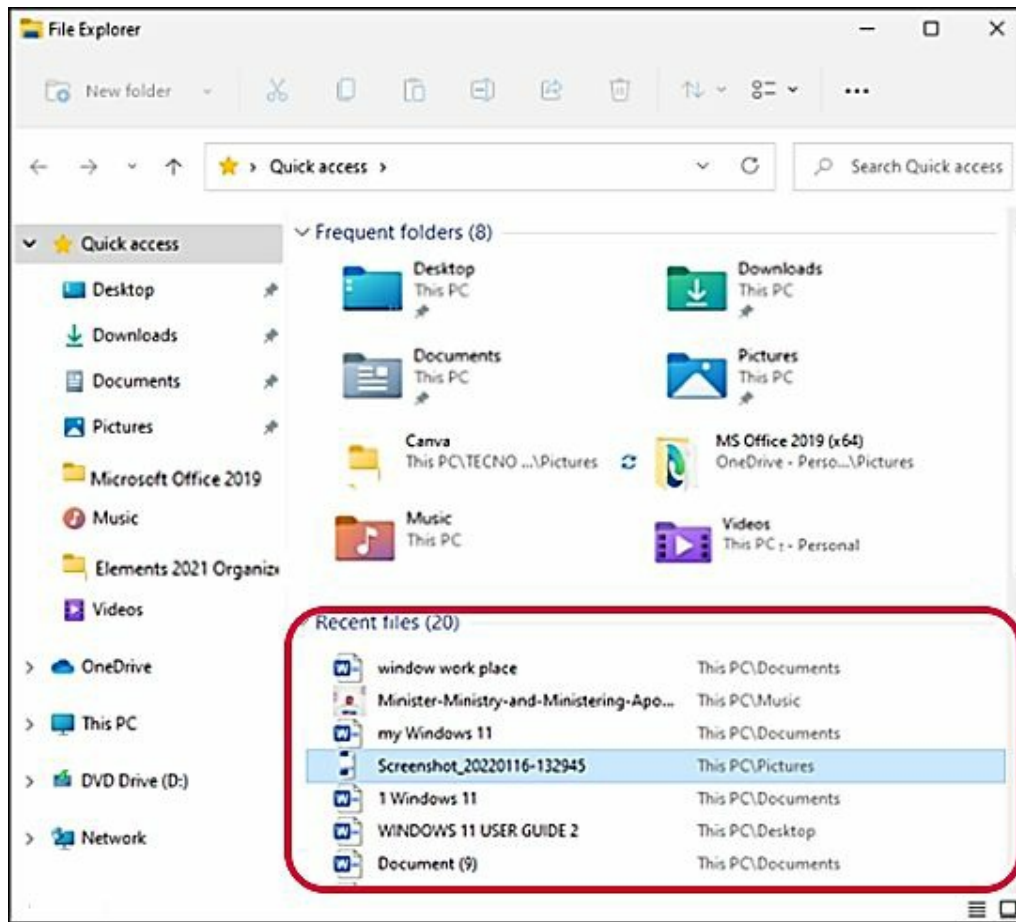 File Explorer
New folder
Quick access
Search Quick access
Quick access
Desktop
Downloads
Documents
Pictures
Microsoft Office 2019
Music
Elements 2021 Organize
Videos
OneDrive
This PC
DVD Drive (D:)
Network
Frequent folders (8)
Desktop
This PC
Downloads
This PC
Documents
This PC
Pictures
This PC
Canva
This PC\TECNO ...\Pictures
MS Office 2019 (x64)
OneDrive - Perso...\Pictures
Music
This PC
Videos
This PC : - Personal
Recent files (20)
window work place This PC\Documents
Minister-Ministry-and-Ministering-Apo... This PC\Music
my Windows 11 This PC\Documents
Screenshot_20220116-132945 This PC\Pictures
1 Windows 11 This PC\Documents
WINDOWS 11 USER GUIDE 2 This PC\Desktop
Document (9) This PC\Documents